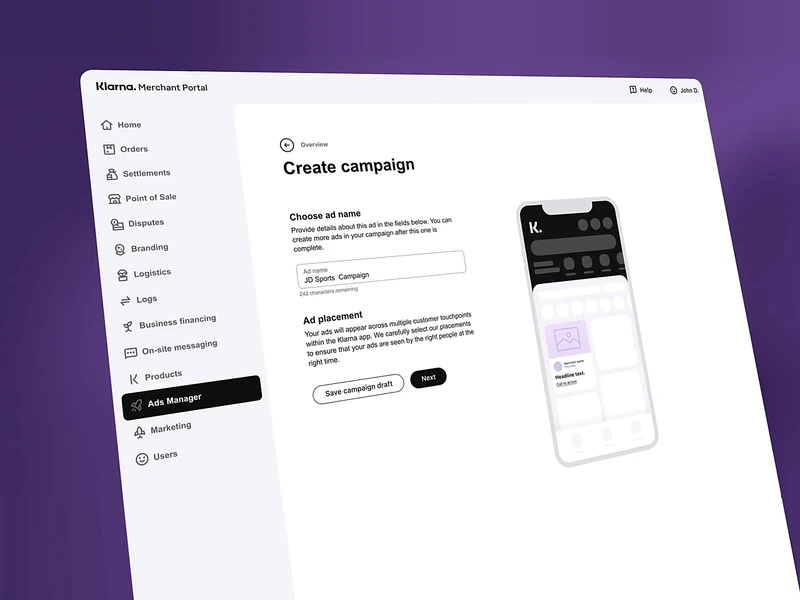 Klarna. Merchant Portal
Help
John D.
Home
Orders
Settlements
Point of Sale
Disputes
Branding
Logistics
Logs
Business financing
On-site messaging
Products
Ads Manager
Marketing
Users
Overview
Create campaign
Choose ad name
Provide details about this ad in the fields below. You can
create more ads in your campaign after this one is
complete.
Ad name
JD Sports Campaign
242 characters remaining
Ad placement
Your ads will appear across multiple customer touchpoints
within the Klarna app. We carefully select our placements
to ensure that your ads are seen by the right people at the
right time.
Save campaign draft
Next
K.
Merchant name
Headline text.
Call to action!